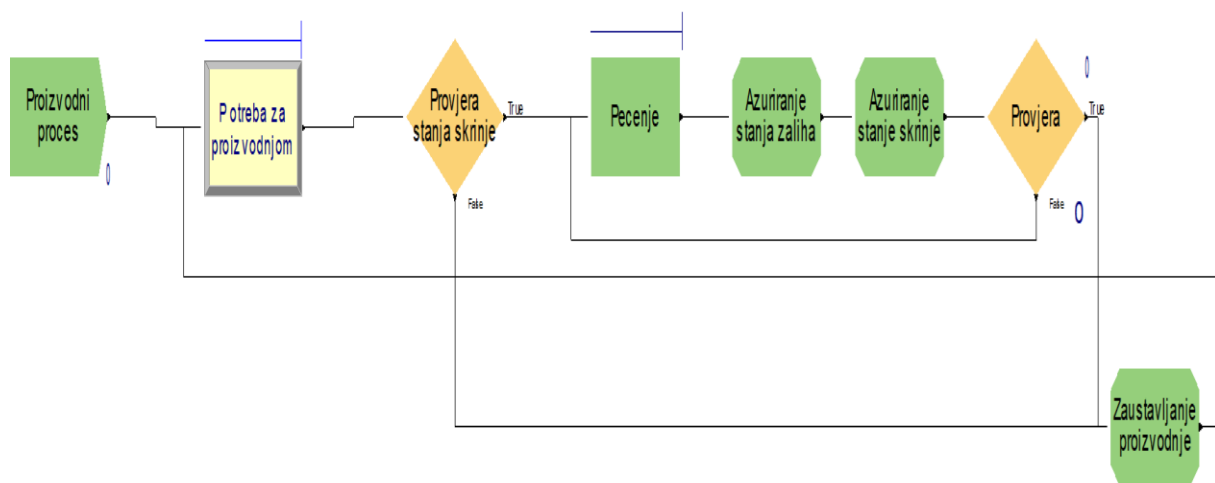 Proizvodni
proces
0
Potreba za
proizvodnjom
Provjera
stanja skrinje
True
False
Pecenje
Azuriranje
stanja zaliha
Azuriranje
stanje skrinje
Provjera
0
True
False
0
Zaustavljanje
proizvodnje